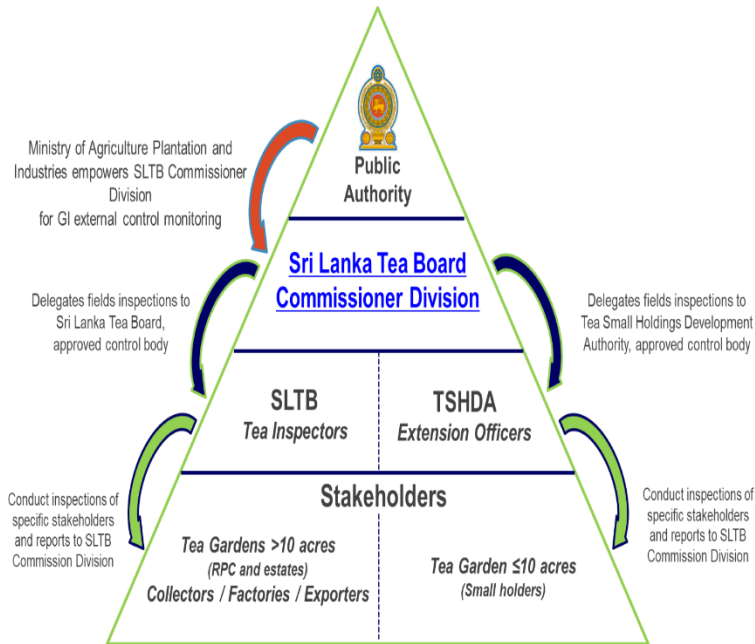 Public
Authority
Ministry of Agriculture Plantation and
Industries empowers SLTB Commissioner
Division
for GI external control monitoring
Sri Lanka Tea Board
Commissioner Division
Delegates fields inspections to
Sri Lanka Tea Board,
approved control body
Delegates fields inspections to
Tea Small Holdings Development
Authority, approved control body
SLTB
Tea Inspectors
TSHDA
Extension Officers
Conduct inspections of
specific stakeholders
and reports to SLTB
Commission Division
Conduct inspections of
specific stakeholders
and reports to SLTB
Commission Division
Stakeholders
Tea Gardens >10 acres
(RPC and estates)
Collectors / Factories / Exporters
Tea Garden ≤10 acres
(Small holders)